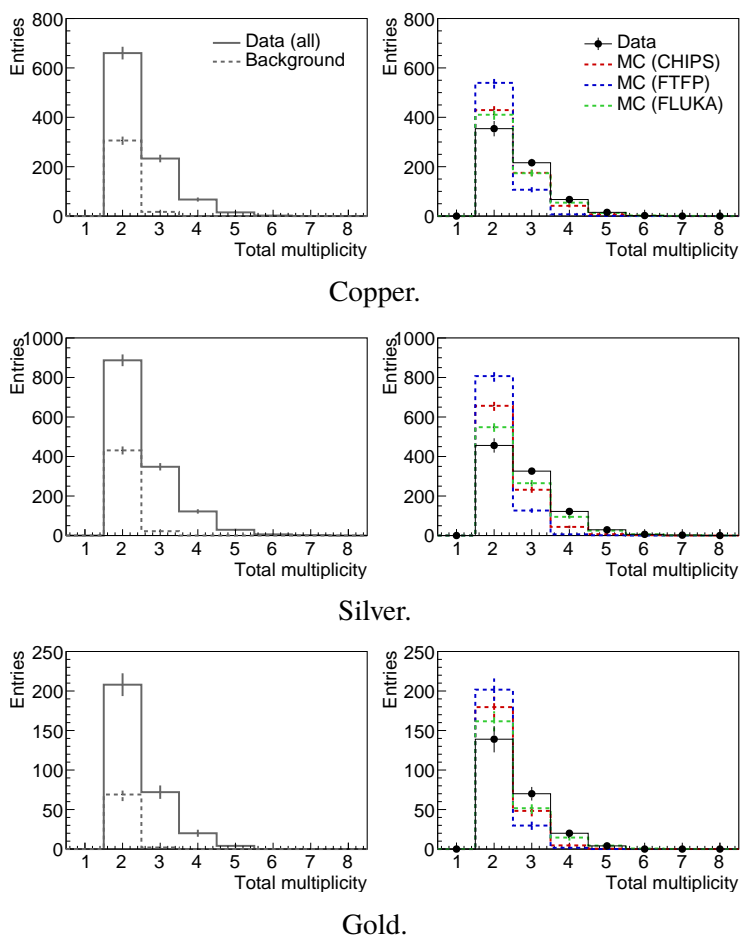 Entries
800
600
400
200
0
Data (all)
Background
1 2 3 4 5 6 7 8
Total multiplicity
Entries
800
600
400
200
0
Data
MC (CHIPS)
MC (FTFP)
MC (FLUKA)
1 2 3 4 5 6 7 8
Total multiplicity
Copper.
Entries
1000
800
600
400
200
0
1 2 3 4 5 6 7 8
Total multiplicity
Entries
1000
800
600
400
200
0
1 2 3 4 5 6 7 8
Total multiplicity
Silver.
Entries
250
200
150
100
50
0
1 2 3 4 5 6 7 8
Total multiplicity
Entries
250
200
150
100
50
0
1 2 3 4 5 6 7 8
Total multiplicity
Gold.